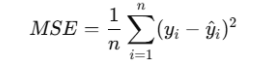 MSE = \frac{1}{n} \sum_{i=1}^{n} (y_i - \hat{y}_i)^2